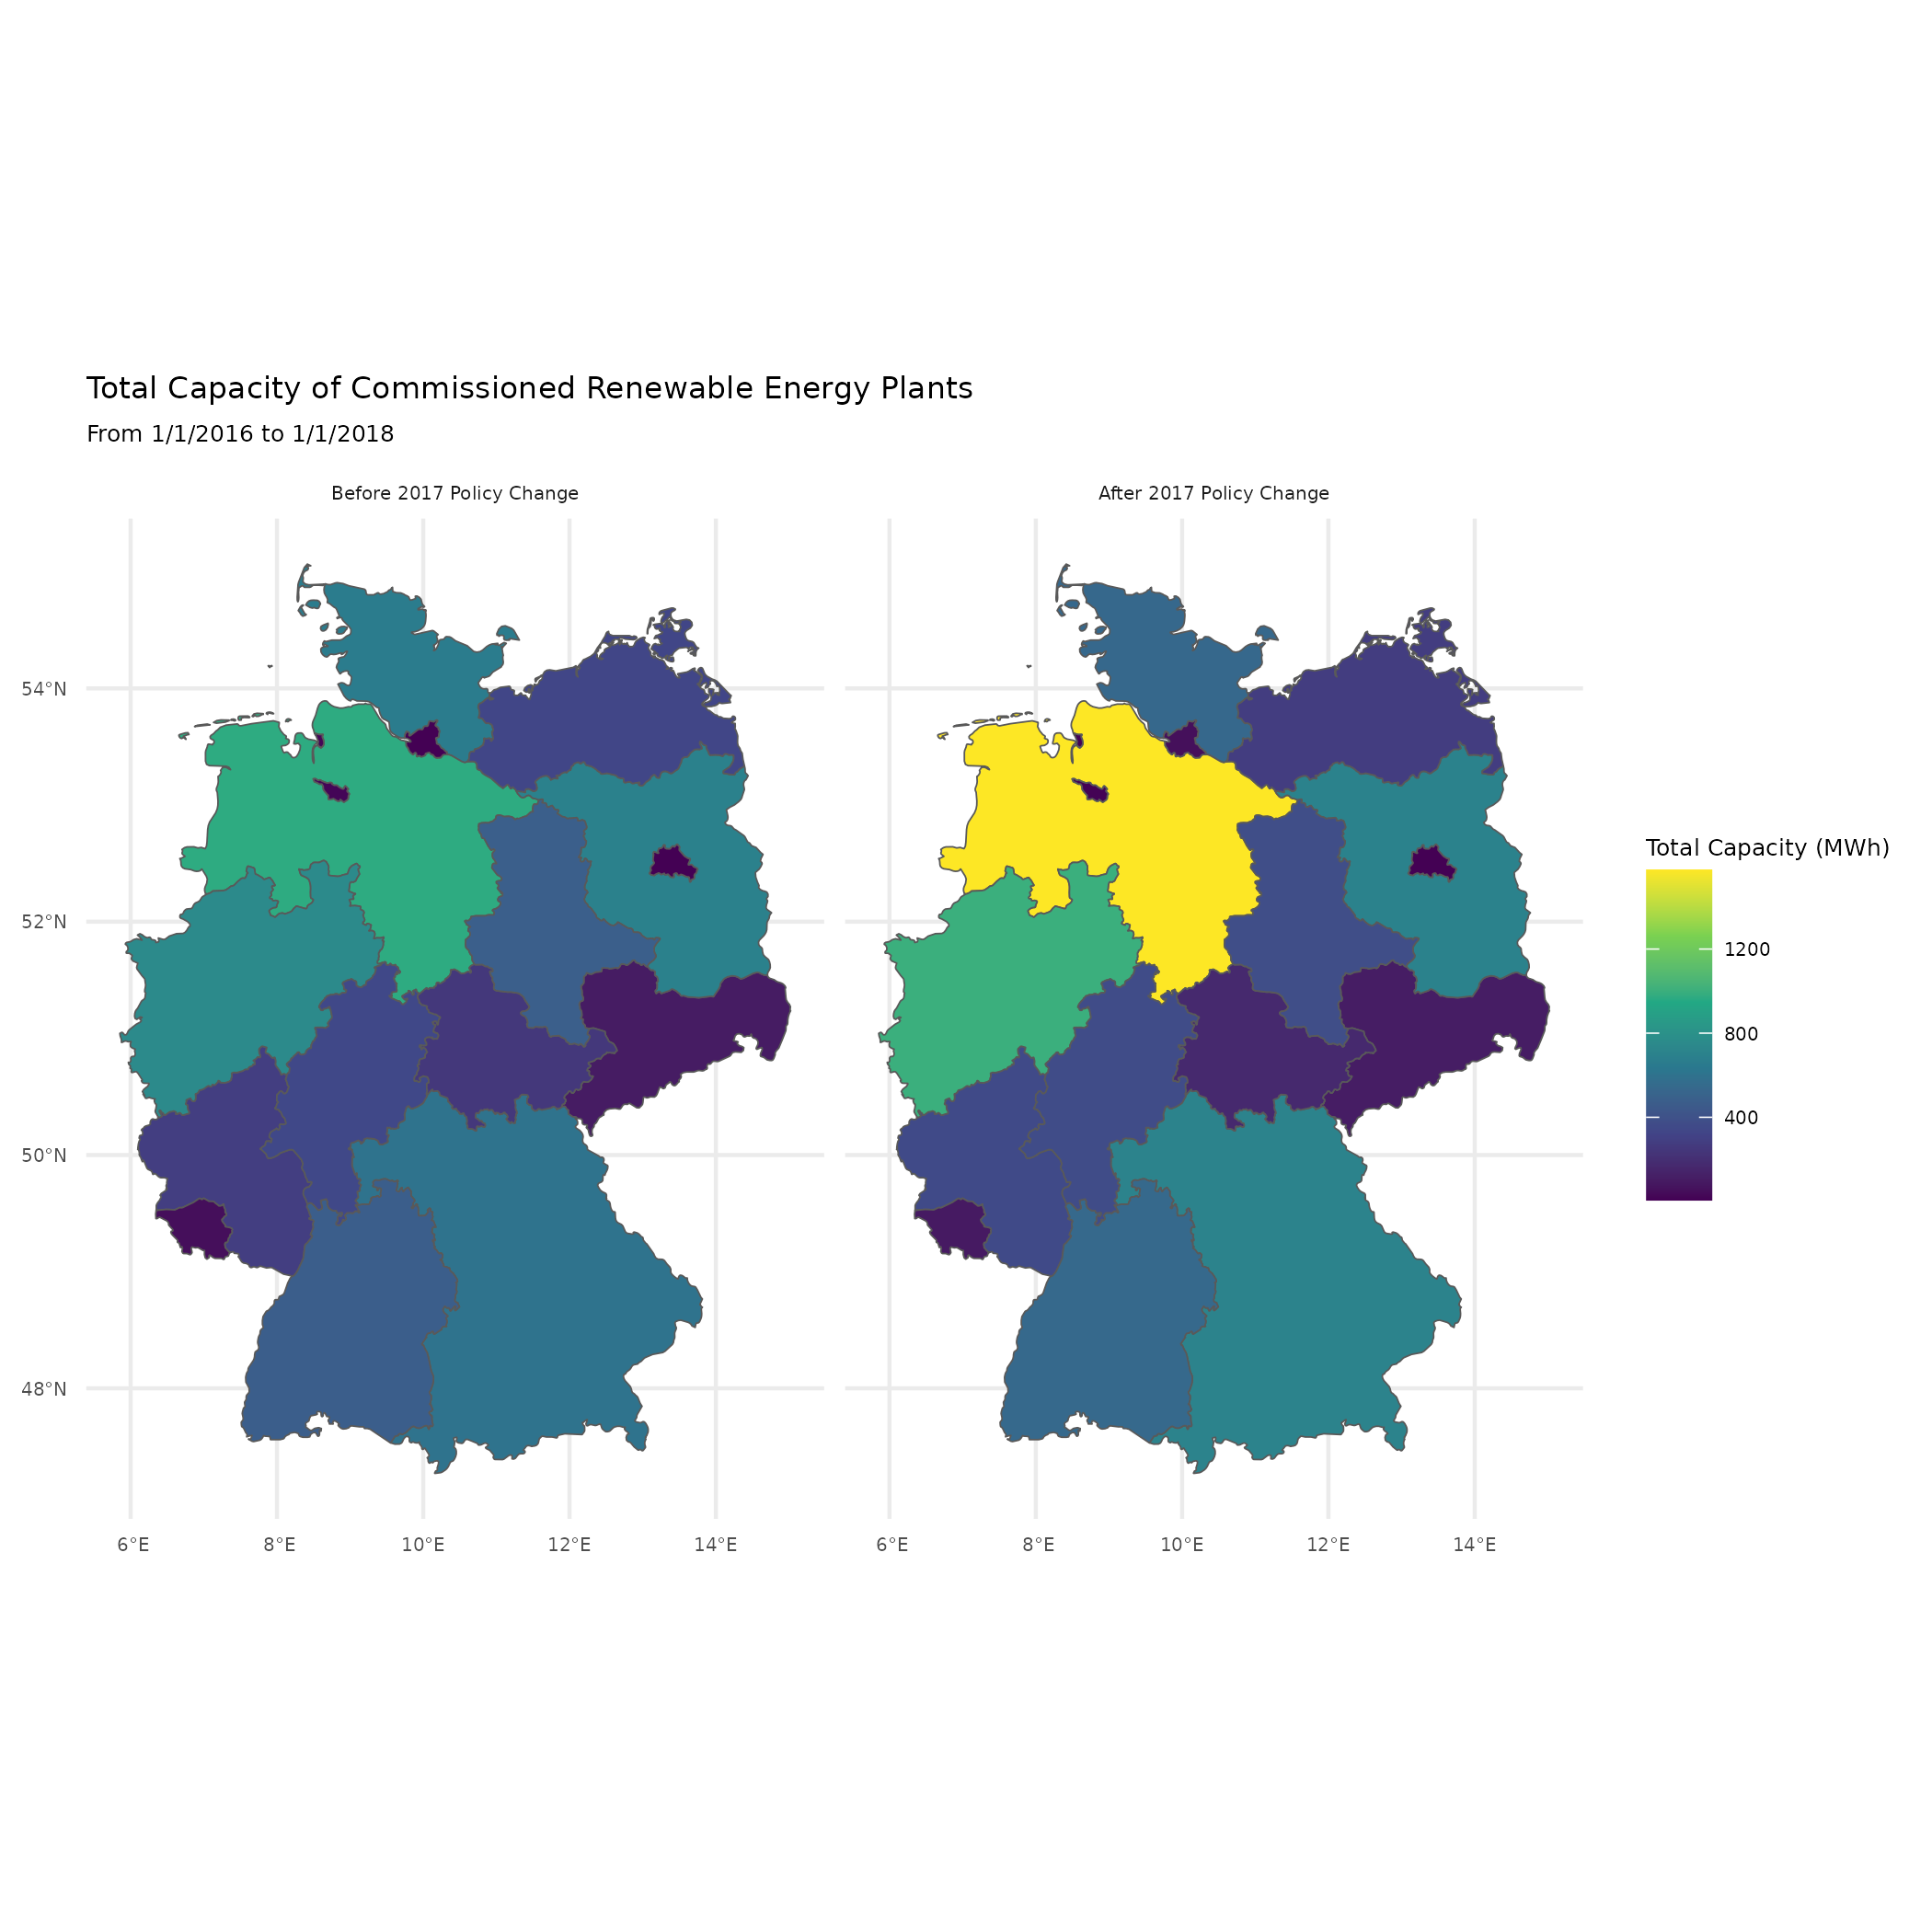 Total Capacity of Commissioned Renewable Energy Plants
From 1/1/2016 to 1/1/2018
Before 2017 Policy Change
After 2017 Policy Change
54°N
52°N
50°N
48°N
6°E
8°E
10°E
12°E
14°E
6°E
8°E
10°E
12°E
14°E
Total Capacity (MWh)
1200
800
400